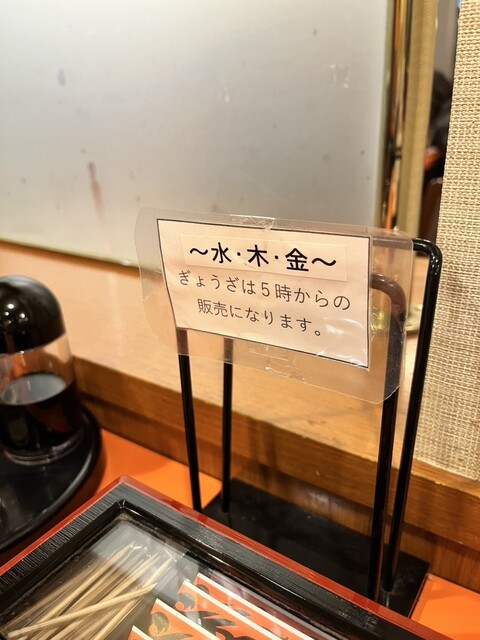 ～水・木・金～
ぎょうざは５時からの
販売になります。